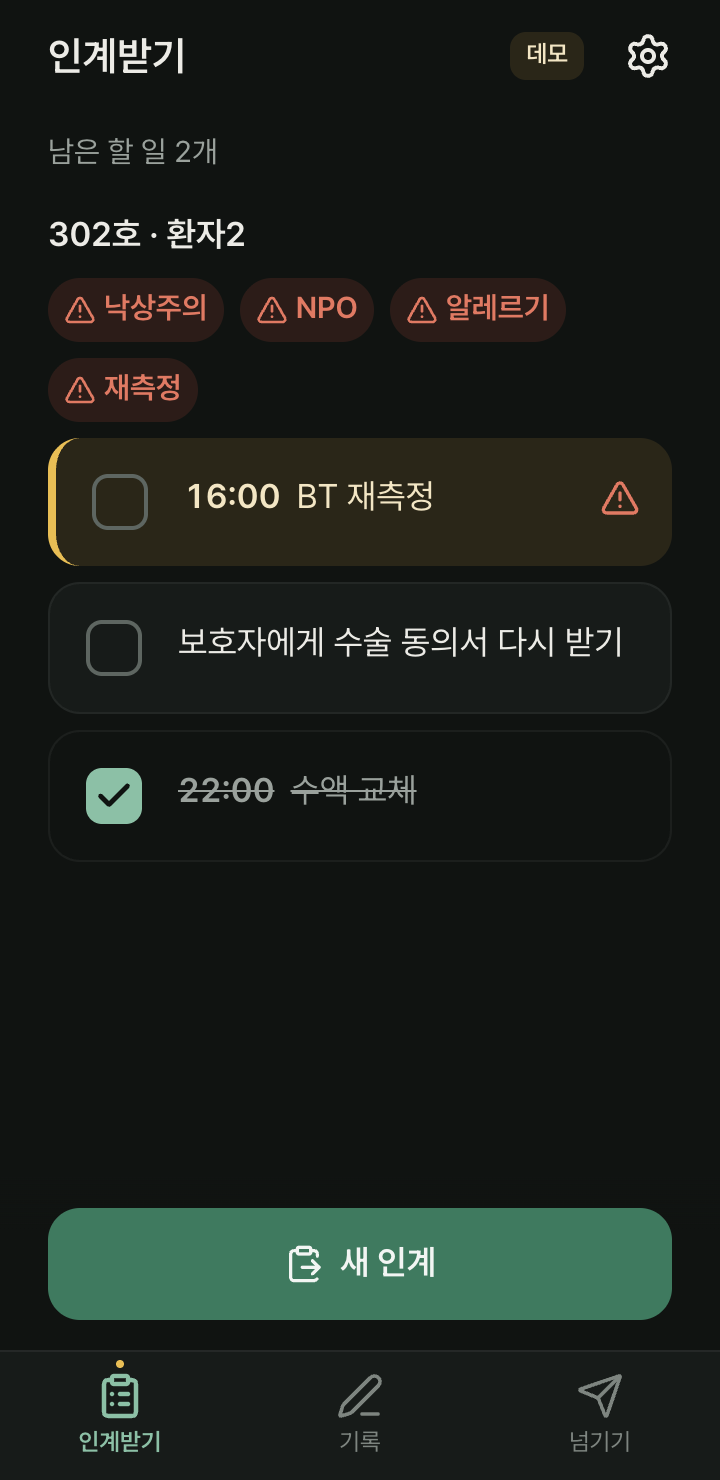 인계받기 데모
남은 할 일 2개
302호 · 환자2
낙상주의 NPO 알레르기
재측정
16:00 BT 재측정
보호자에게 수술 동의서 다시 받기
22:00 수액 교체
새 인계
인계받기 기록 넘기기